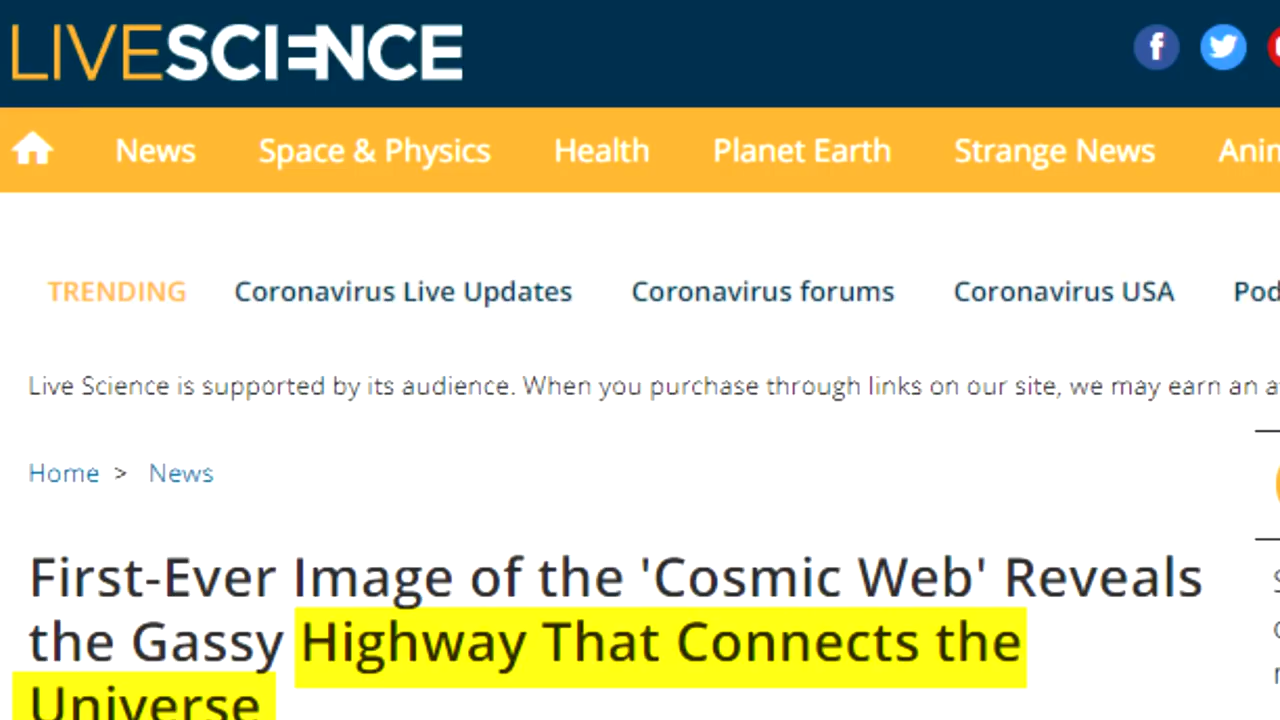 LIVESCIENCE
News Space & Physics Health Planet Earth Strange News
TRENDING Coronavirus Live Updates Coronavirus forums Coronavirus USA
Live Science is supported by its audience. When you purchase through links on our site, we may earn an
Home > News
First-Ever Image of the 'Cosmic Web' Reveals
the Gassy Highway That Connects the
Universe